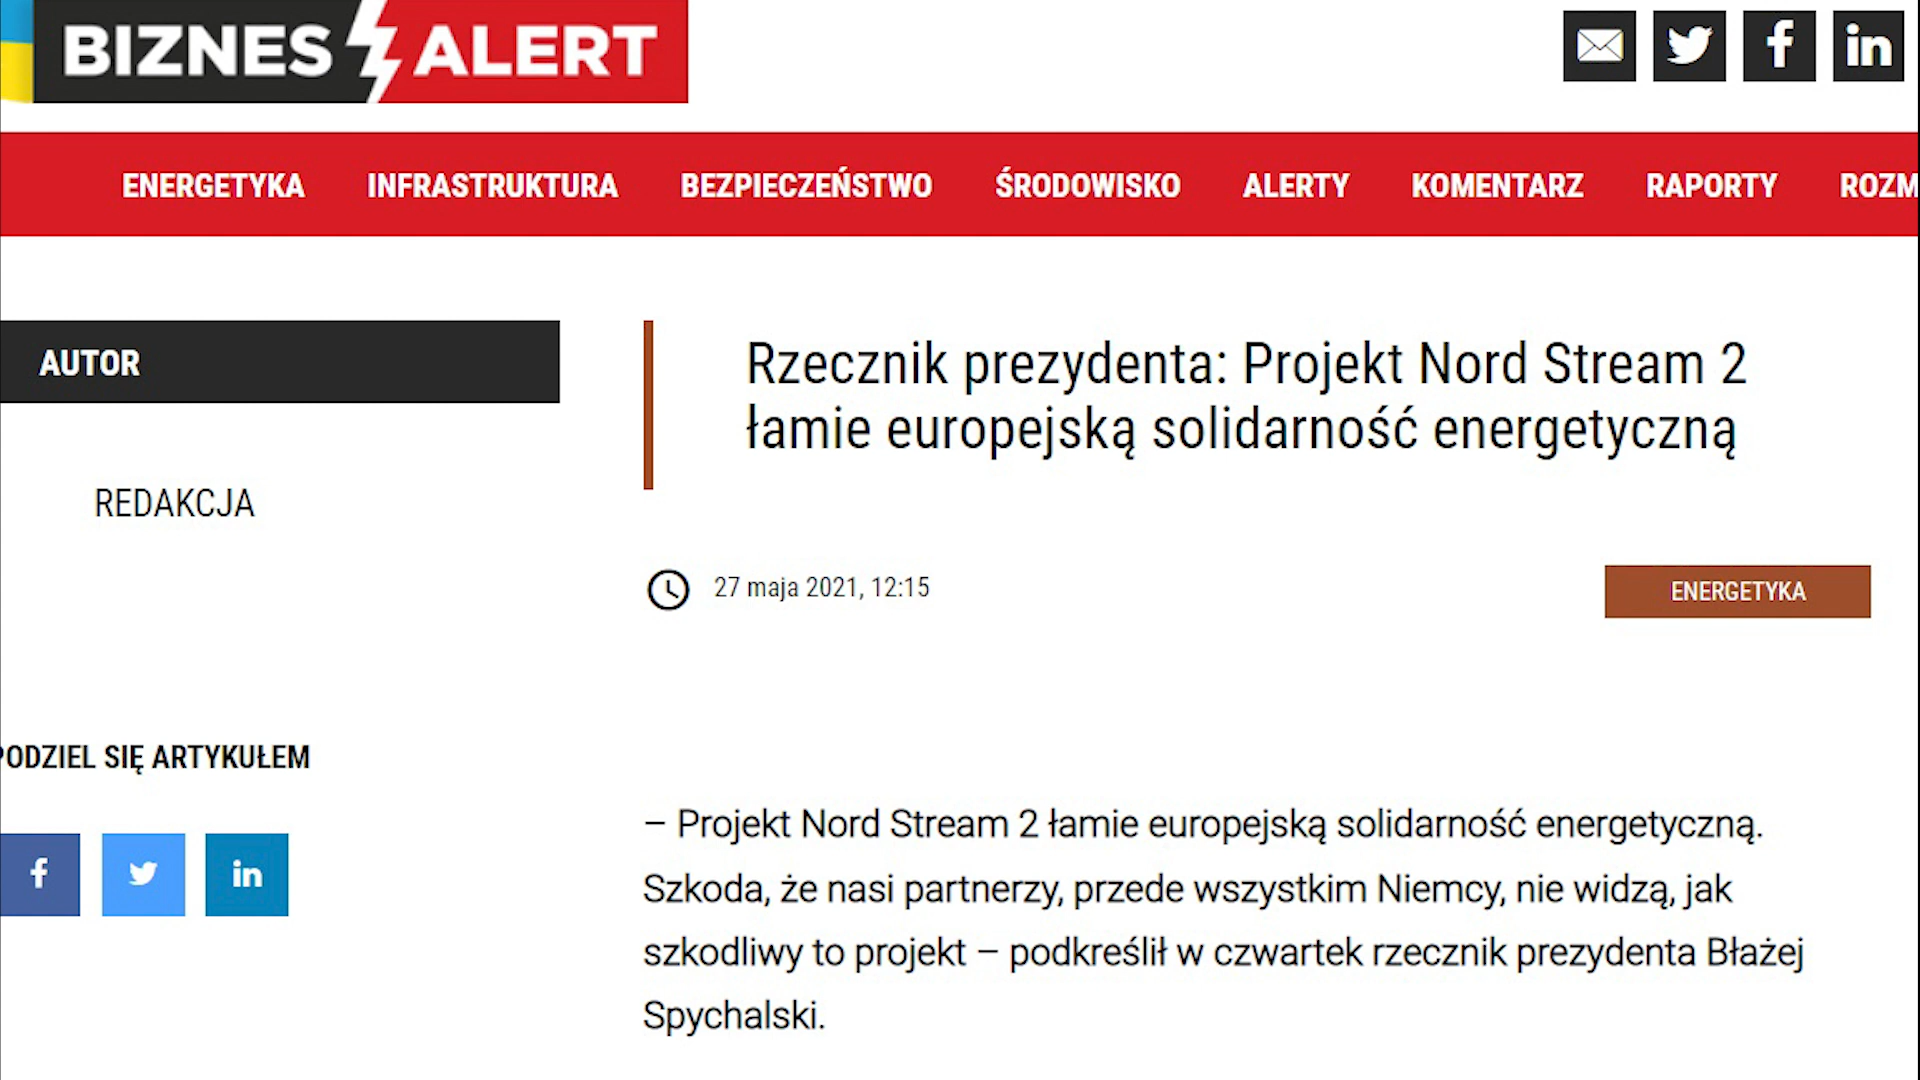 BIZNES ALERT
ENERGETYKA INFRASTRUKTURA BEZPIECZEŃSTWO ŚRODOWISKO ALERTY KOMENTARZ RAPORTY ROZM
AUTOR
REDAKCJA
Rzecznik prezydenta: Projekt Nord Stream 2
łamie europejską solidarność energetyczną
27 maja 2021, 12:15
ENERGETYKA
PODZIEL SIĘ ARTYKUŁEM
– Projekt Nord Stream 2 łamie europejską solidarność energetyczną.
Szkoda, że nasi partnerzy, przede wszystkim Niemcy, nie widzą, jak
szkodliwy to projekt – podkreślił w czwartek rzecznik prezydenta Błażej
Spychalski.